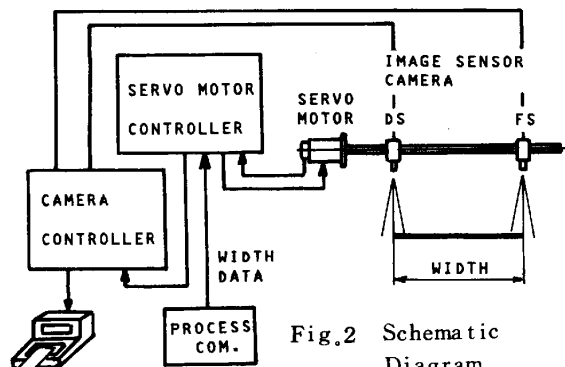 IMAGE SENSOR
CAMERA
SERVO MOTOR
CONTROLLER
SERVO
MOTOR
DS
FS
CAMERA
CONTROLLER
WIDTH
DATA
WIDTH
PROCESS
COM.
Fig.2 Schematic
Diagram